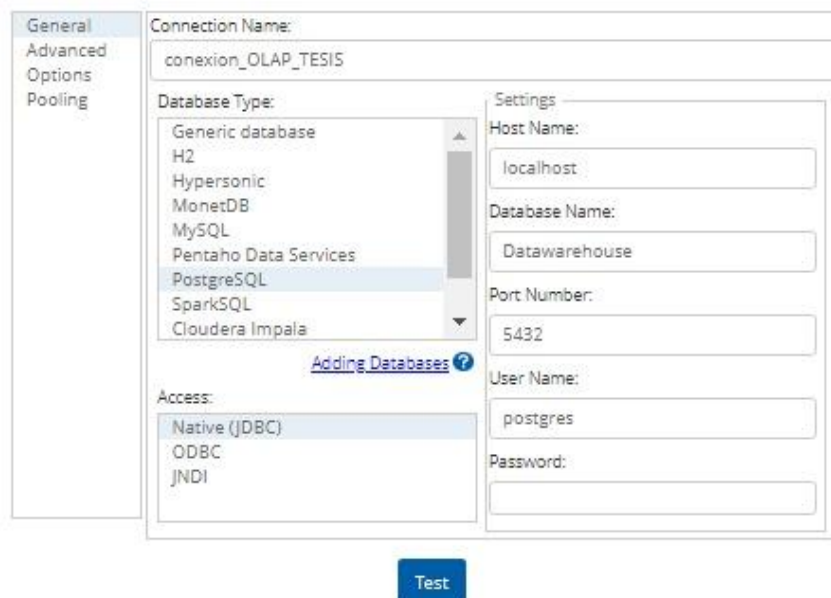 General
Advanced
Options
Pooling
Connection Name:
conexion_OLAP_TESIS
Database Type:
Generic database
H2
Hypersonic
MonetDB
MySQL
Pentaho Data Services
PostgreSQL
SparkSQL
Cloudera Impala
Adding Databases ?
Access:
Native (JDBC)
ODBC
JNDI
Settings
Host Name:
localhost
Database Name:
Datawarehouse
Port Number:
5432
User Name:
postgres
Password:
Test